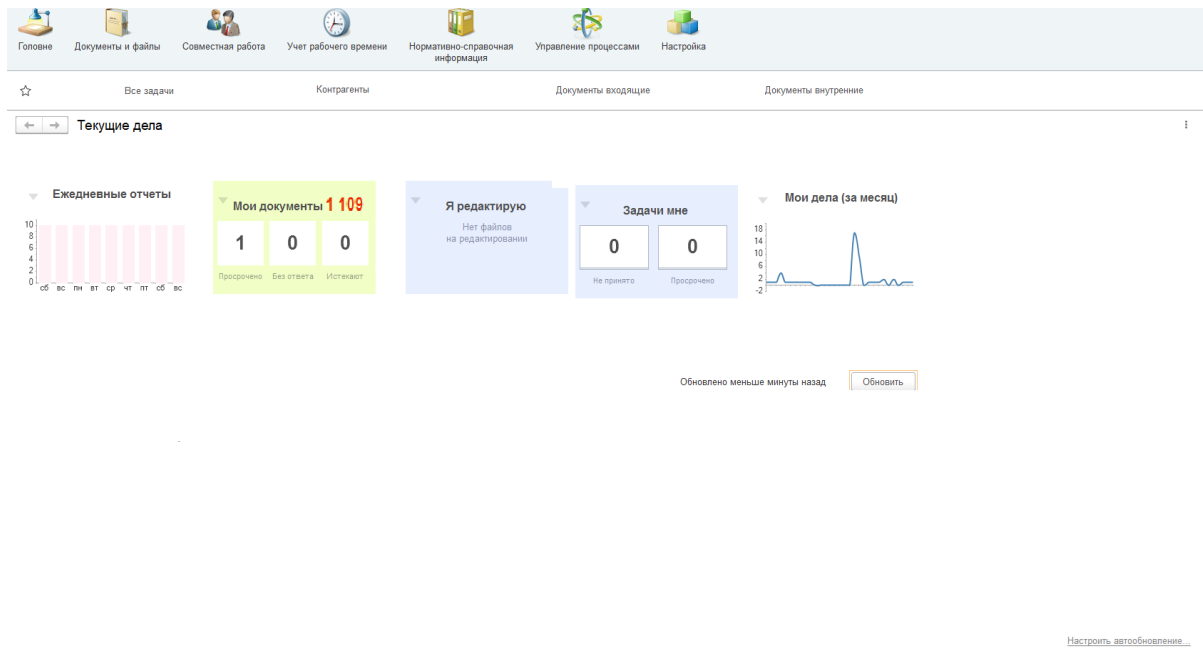 Головне
Документы и файлы
Совместная работа
Учет рабочего времени
Нормативно-справочная
информация
Управление процессами
Настройка
Все задачи
Контрагенты
Документы входящие
Документы внутренние
Текущие дела
Ежедневные отчеты
10
8
6
4
2
0
сб вс пн вт ср чт пт сб вс
Мои документы 1 109
1 0 0
Просрочено Без ответа Истекают
Я редактирую
Нет файлов
на редактировании
Задачи мне
0 0
Не принято Просрочено
Мои дела (за месяц)
18
14
10
6
2
-2
Обновлено меньше минуты назад
Обновить
Настроить автообновление...